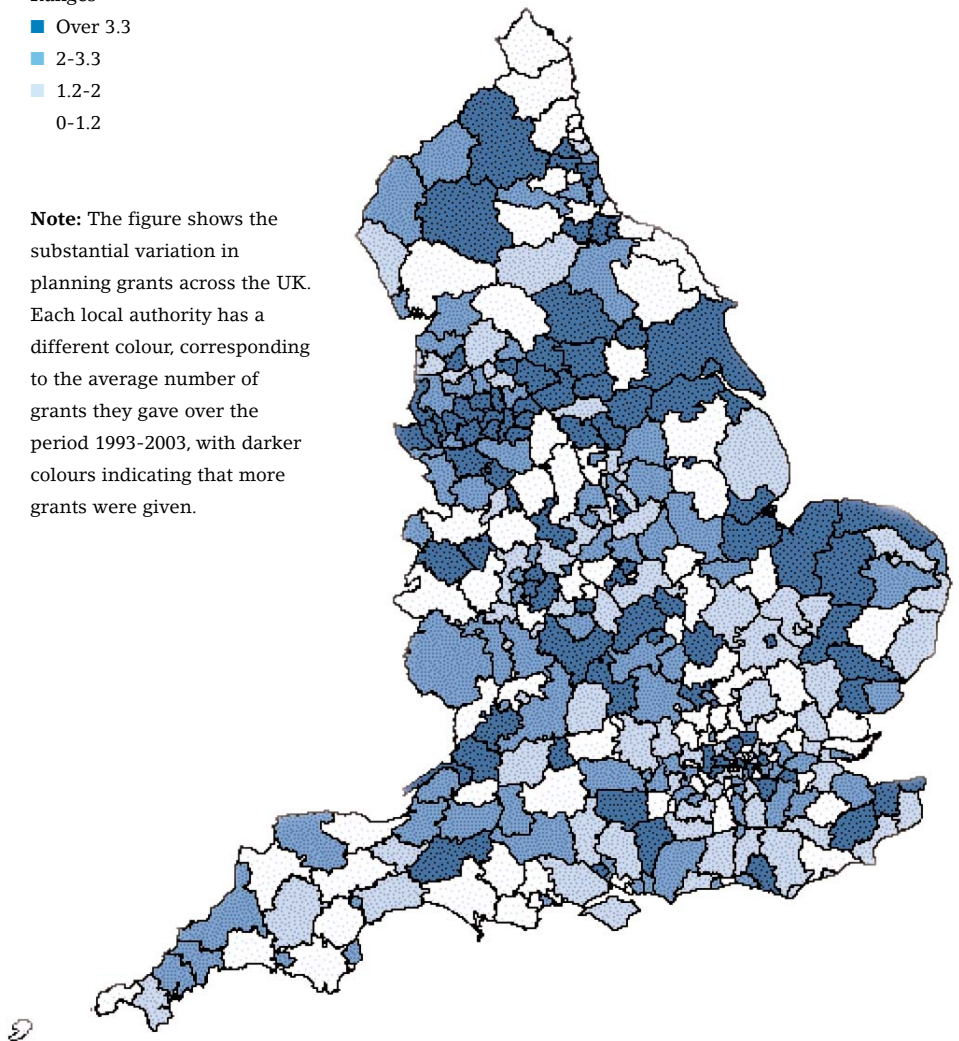 Over 3.3
2-3.3
1.2-2
0-1.2
Note: The figure shows the
substantial variation in
planning grants across the UK.
Each local authority has a
different colour, corresponding
to the average number of
grants they gave over the
period 1993-2003, with darker
colours indicating that more
grants were given.